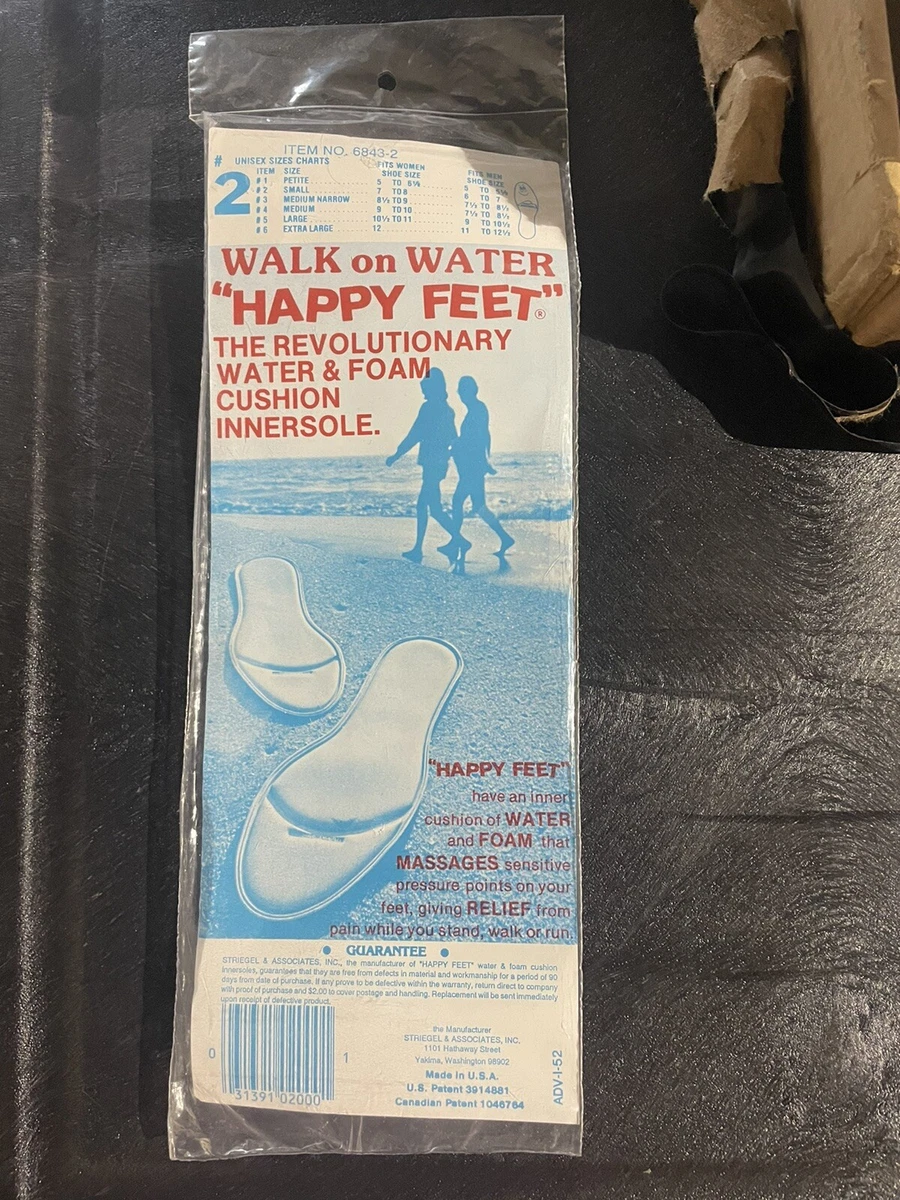 ITEM NO. 6843-2
# UNISEX SIZES CHARTS
2
ITEM SIZE FITS WOMEN SHOE SIZE FITS MEN SHOE SIZE
#1 PETITE 5 TO 6½ 5 TO 5½
#2 SMALL 7 TO 8 6 TO 7
#3 MEDIUM NARROW 8½ TO 9 7½ TO 8½
#4 MEDIUM 9 TO 10 7½ TO 8½
#5 LARGE 10½ TO 11 9 TO 10½
#6 EXTRA LARGE 12 11 TO 12½
WALK on WATER
"HAPPY FEET"®
THE REVOLUTIONARY
WATER & FOAM
CUSHION
INNERSOLE.
"HAPPY FEET"
have an inner
cushion of WATER
and FOAM that
MASSAGES sensitive
pressure points on your
feet, giving RELIEF from
pain while you stand, walk or run.
• GUARANTEE •
STRIEGEL & ASSOCIATES, INC., the manufacturer of "HAPPY FEET" water & foam cushion
innersoles, guarantees that they are free from defects in material and workmanship for a period of 90
days from date of purchase. If any prove to be defective within the warranty, return direct to company
with proof of purchase and $2.00 to cover postage and handling. Replacement will be sent immediately
upon receipt of defective product.
0 31391 02000 1
the Manufacturer
STRIEGEL & ASSOCIATES, INC.
1101 Hathaway Street
Yakima, Washington 98902
Made in U.S.A.
U.S. Patent 3914881
Canadian Patent 1046764
ADV-I-52